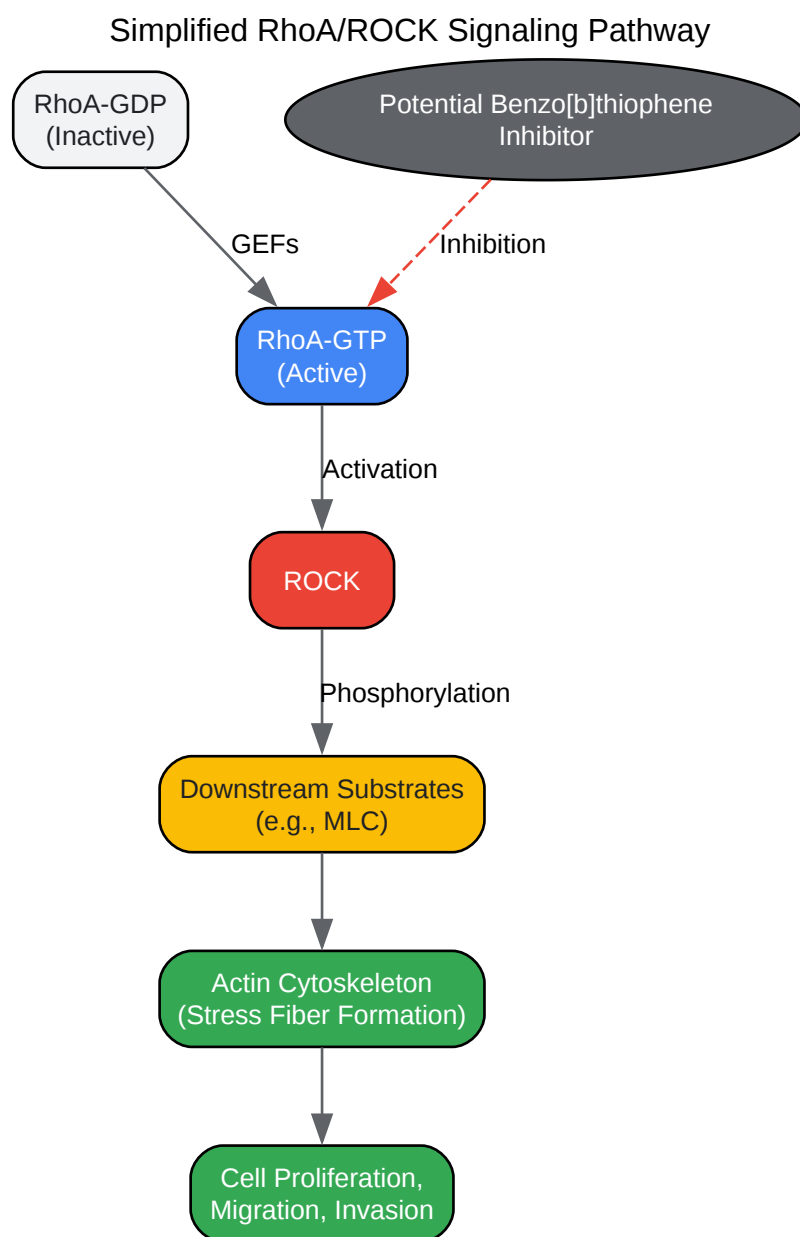 Simplified RhoA/ROCK Signaling Pathway
RhoA-GDP
(Inactive)
Potential Benzo[b]thiophene
Inhibitor
GEFs
Inhibition
RhoA-GTP
(Active)
Activation
ROCK
Phosphorylation
Downstream Substrates
(e.g., MLC)
Actin Cytoskeleton
(Stress Fiber Formation)
Cell Proliferation,
Migration, Invasion